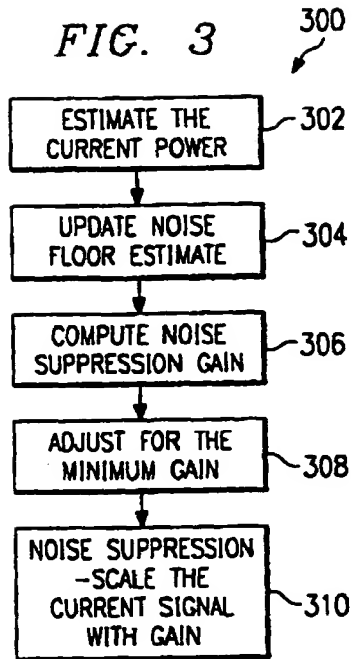 FIG. 3
300
ESTIMATE THE
CURRENT POWER
302
UPDATE NOISE
FLOOR ESTIMATE
304
COMPUTE NOISE
SUPPRESSION GAIN
306
ADJUST FOR THE
MINIMUM GAIN
308
NOISE SUPPRESSION
-SCALE THE
CURRENT SIGNAL
WITH GAIN
310